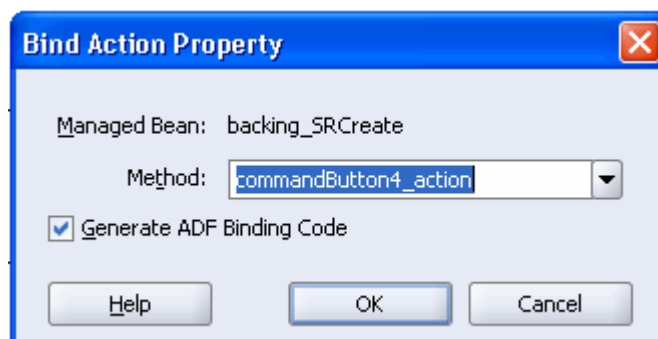 Bind Action Property
Managed Bean: backing_SRCreate
Method: commandButton4_action
Generate ADF Binding Code
Help OK Cancel